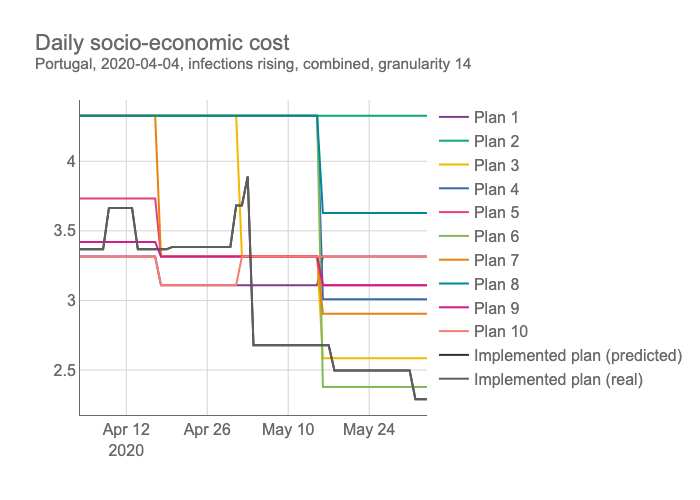 Daily socio-economic cost
Portugal, 2020-04-04, infections rising, combined, granularity 14
4
3.5
3
2.5
Apr 12
2020
Apr 26
May 10
May 24
Plan 1
Plan 2
Plan 3
Plan 4
Plan 5
Plan 6
Plan 7
Plan 8
Plan 9
Plan 10
Implemented plan (predicted)
Implemented plan (real)